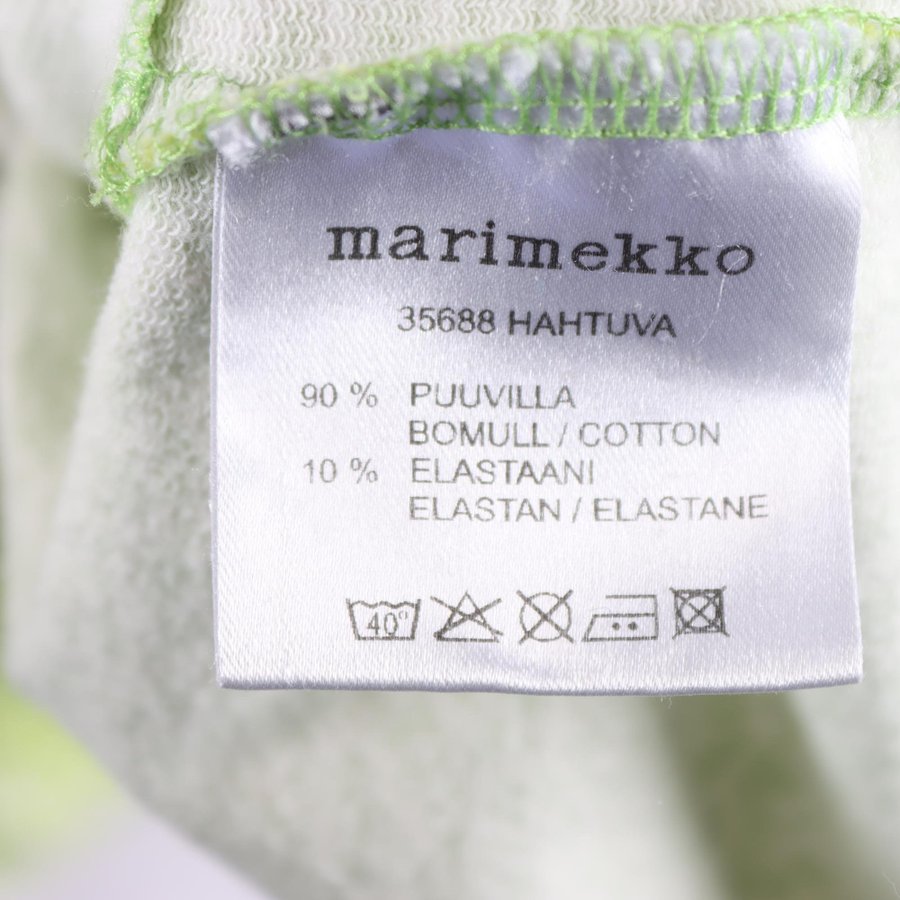 marimekko
35688 HAHTUVA
90 % PUUVILLA
BOMULL / COTTON
10 % ELASTAANI
ELASTAN / ELASTANE
40°